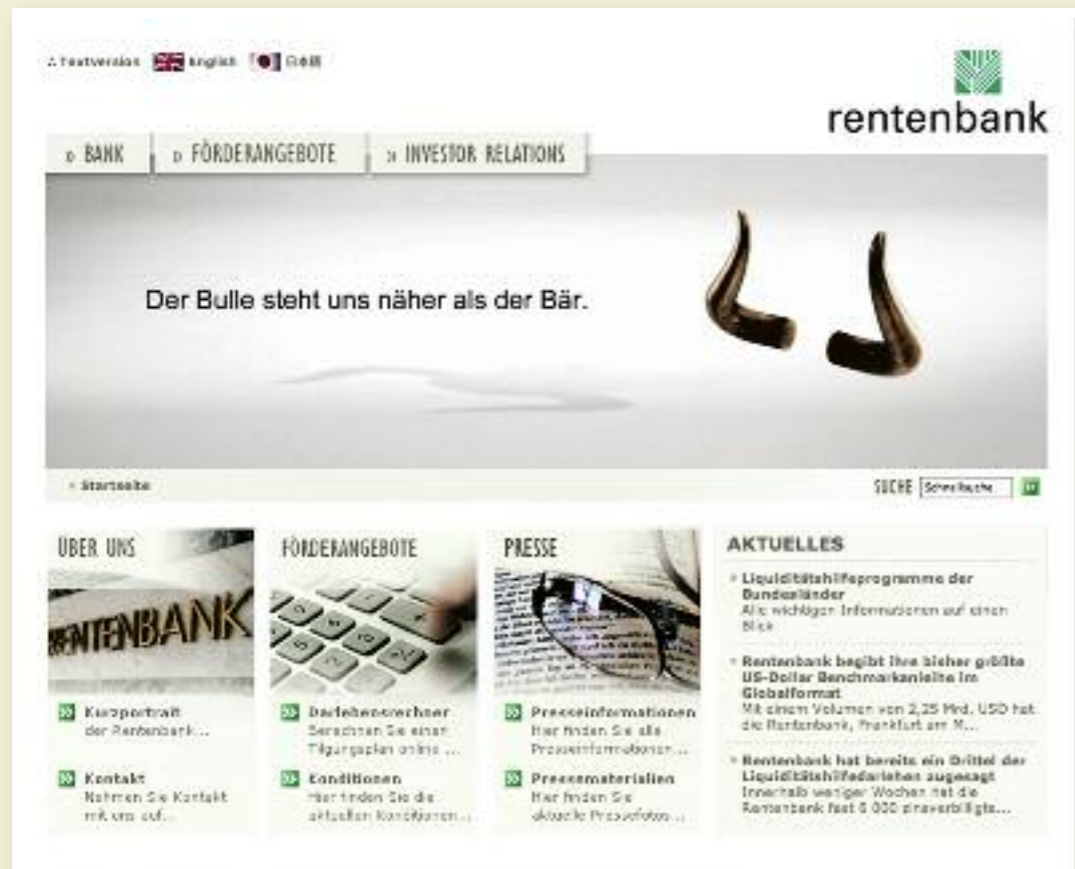 Textversion English 日本語
rentenbank
» BANK » FÖRDERANGEBOTE » INVESTOR RELATIONS
Der Bulle steht uns näher als der Bär.
Startseite
SUCHE Schnellsuche
ÜBER UNS
RENTENBANK
Kurzportrait
der Rentenbank...
Kontakt
Nehmen Sie Kontakt
mit uns auf...
FÖRDERANGEBOTE
Darlehensrechner
Berechnen Sie einen
Tilgungsplan online ...
Konditionen
Hier finden Sie die
aktuellen Konditionen...
PRESSE
Presseinformationen
Hier finden Sie alle
Presseinformationen...
Pressematerialien
Hier finden Sie
aktuelle Pressefotos...
AKTUELLES
Liquiditätshilfeprogramme der
Bundesländer
Alle wichtigen Informationen auf einen
Blick
Rentenbank begibt ihre bisher größte
US-Dollar Benchmarkanleihe im
Globalformat
Mit einem Volumen von 2,25 Mrd. USD hat
die Rentenbank, Frankfurt am M...
Rentenbank hat bereits ein Drittel der
Liquiditätshilfedarlehen zugesagt
Innerhalb weniger Wochen hat die
Rentenbank fast 6 000 zinsverbilligte...